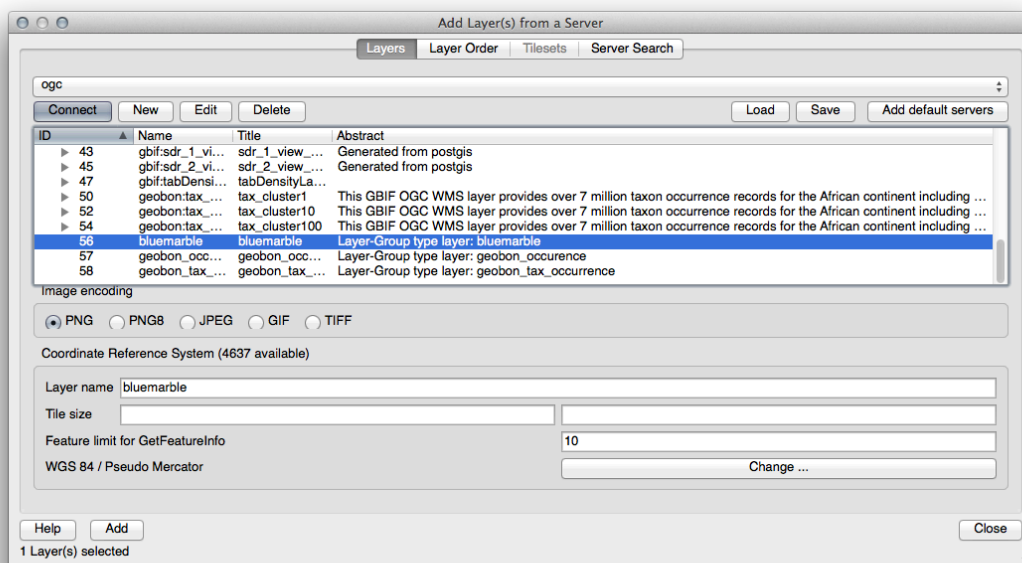 Add Layer(s) from a Server
Layers Layer Order Tilesets Server Search
ogc
Connect New Edit Delete Load Save Add default servers
ID Name Title Abstract
43 gbif:sdr_1_vi... sdr_1_view_... Generated from postgis
45 gbif:sdr_2_vi... sdr_2_view_... Generated from postgis
47 gbif:tabDensi... tabDensityLa...
50 geobon:tax_... tax_cluster1 This GBIF OGC WMS layer provides over 7 million taxon occurrence records for the African continent including ...
52 geobon:tax_... tax_cluster10 This GBIF OGC WMS layer provides over 7 million taxon occurrence records for the African continent including ...
54 geobon:tax_... tax_cluster100 This GBIF OGC WMS layer provides over 7 million taxon occurrence records for the African continent including ...
56 bluemarble bluemarble Layer-Group type layer: bluemarble
57 geobon_occ... geobon_occ... Layer-Group type layer: geobon_occurence
58 geobon_tax_... geobon_tax_... Layer-Group type layer: geobon_tax_occurrence
Image encoding
PNG PNG8 JPEG GIF TIFF
Coordinate Reference System (4637 available)
Layer name bluemarble
Tile size
Feature limit for GetFeatureInfo 10
WGS 84 / Pseudo Mercator Change ...
Help Add Close
1 Layer(s) selected